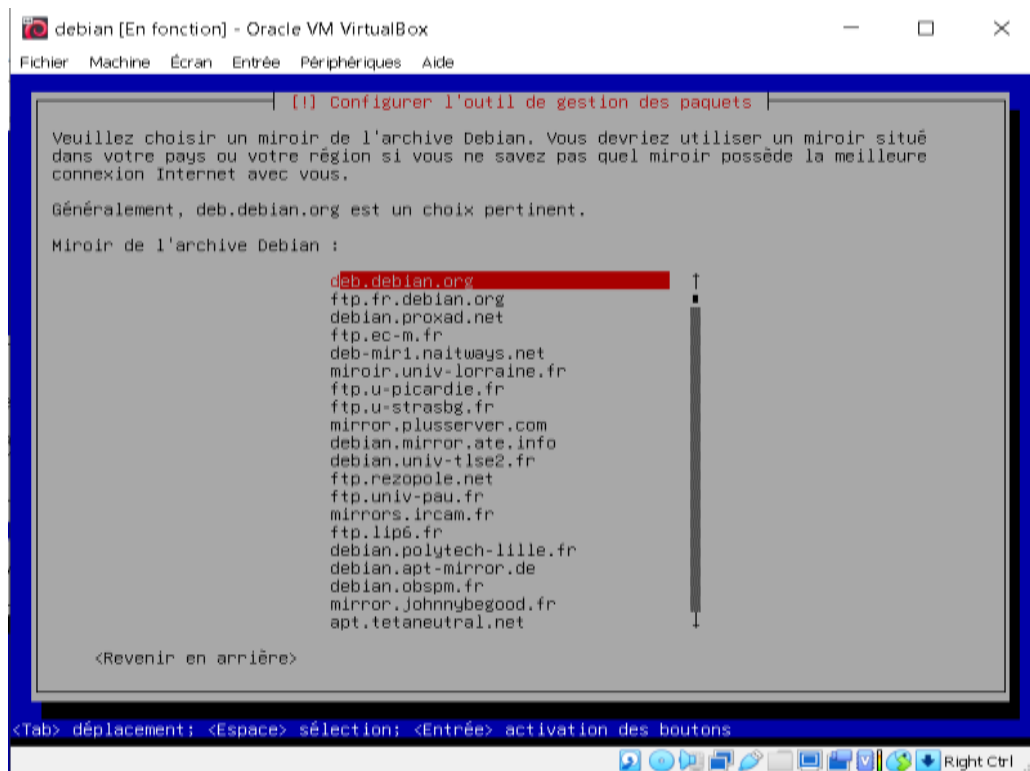 debian [En fonction] - Oracle VM VirtualBox
Fichier Machine Écran Entrée Périphériques Aide
[!] Configurer l'outil de gestion des paquets
Veuillez choisir un miroir de l'archive Debian. Vous devriez utiliser un miroir situé
dans votre pays ou votre région si vous ne savez pas quel miroir possède la meilleure
connexion Internet avec vous.
Généralement, deb.debian.org est un choix pertinent.
Miroir de l'archive Debian :
deb.debian.org
ftp.fr.debian.org
debian.proxad.net
ftp.ec-m.fr
deb-mir1.naitways.net
miroir.univ-lorraine.fr
ftp.u-picardie.fr
ftp.u-strasbg.fr
mirror.plusserver.com
debian.mirror.ate.info
debian.univ-tlse2.fr
ftp.rezopole.net
ftp.univ-pau.fr
mirrors.ircam.fr
ftp.lip6.fr
debian.polytech-lille.fr
debian.apt-mirror.de
debian.obspm.fr
mirror.johnnybegood.fr
apt.tetaneutral.net
<Revenir en arrière>
<Tab> déplacement; <Espace> sélection; <Entrée> activation des boutons
Right Ctrl